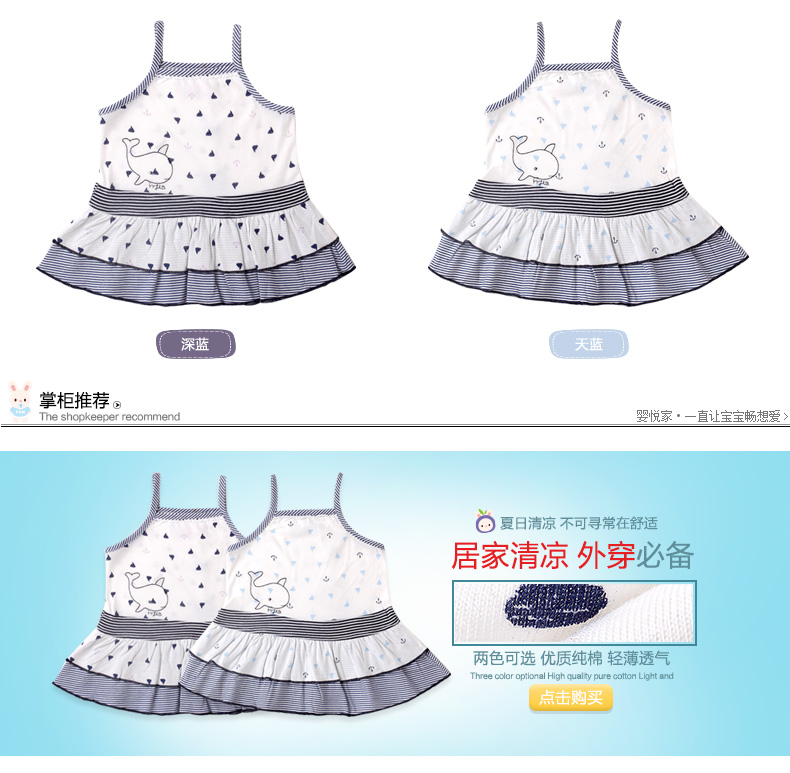 深蓝
天蓝
掌柜推荐
The shopkeeper recommend
婴悦家·一直让宝宝畅想爱
夏日清凉 不可寻常在舒适
居家清凉 外穿必备
两色可选 优质纯棉 轻薄透气
Three color optional High quality pure cotton Light and
点击购买